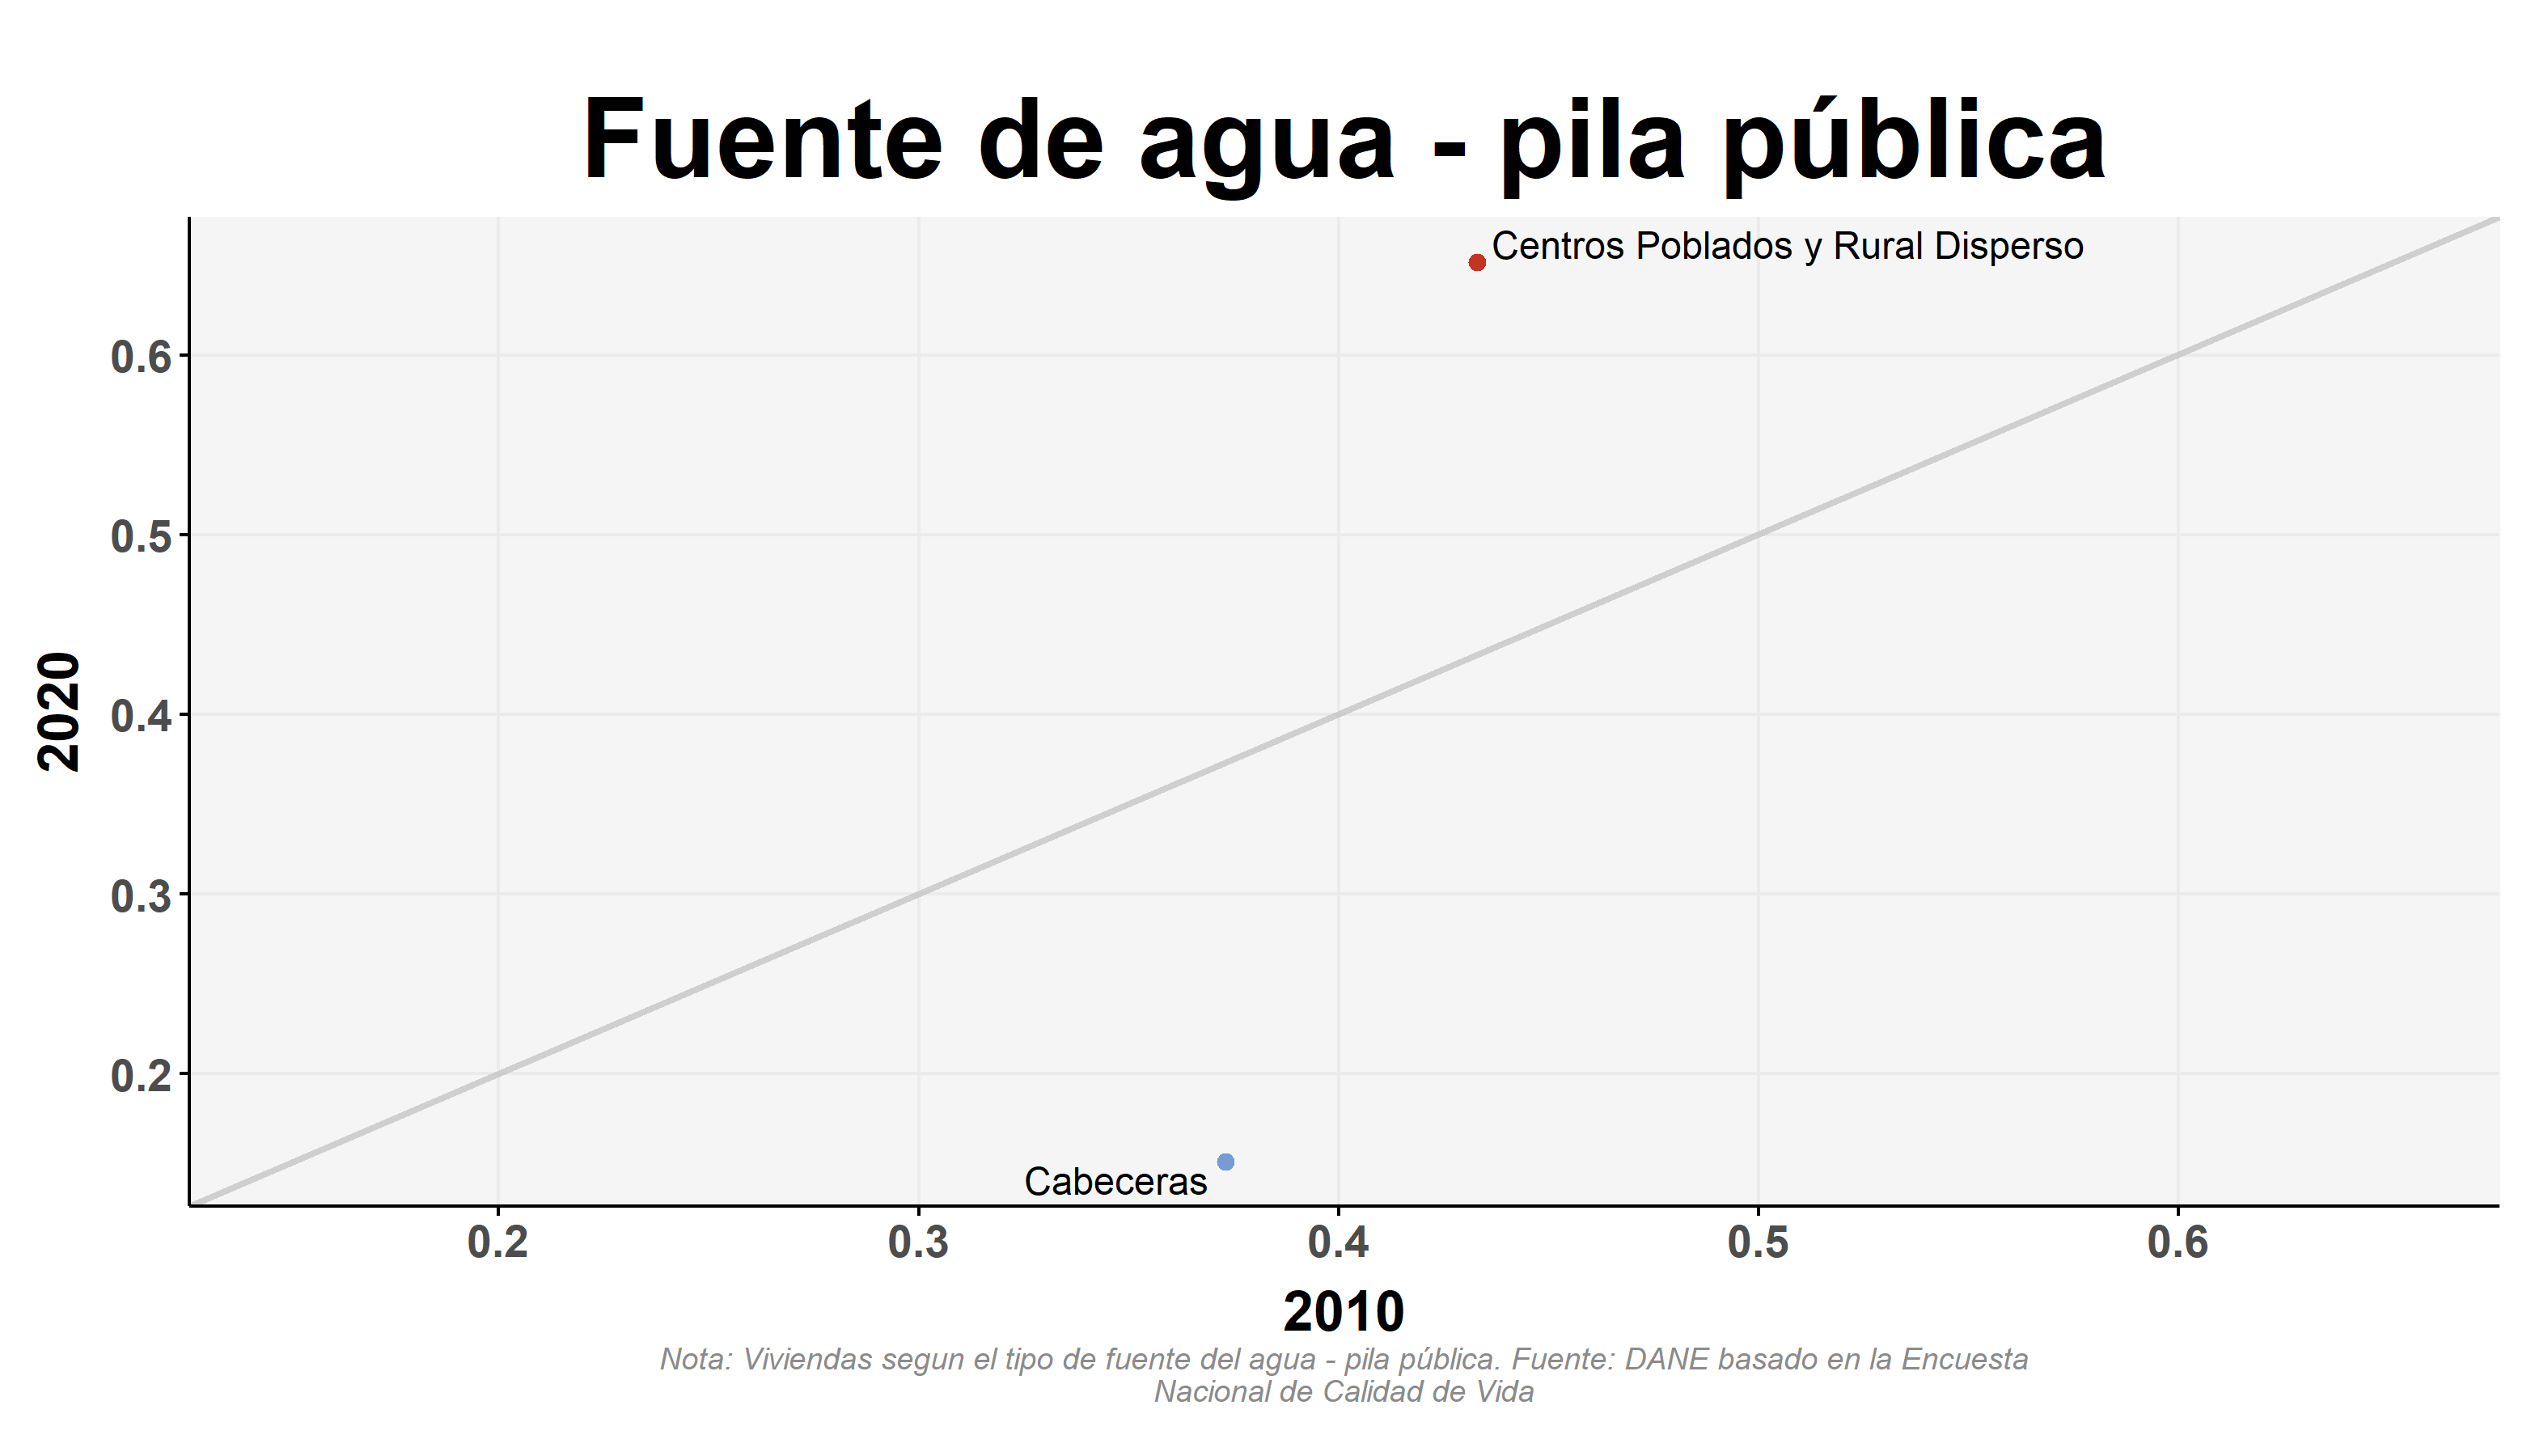 Fuente de agua - pila pública
Centros Poblados y Rural Disperso
0.6
0.5
0.4
0.3
0.2
2020
Cabeceras
0.2
0.3
0.4
0.5
0.6
2010
Nota: Viviendas segun el tipo de fuente del agua - pila pública. Fuente: DANE basado en la Encuesta
Nacional de Calidad de Vida